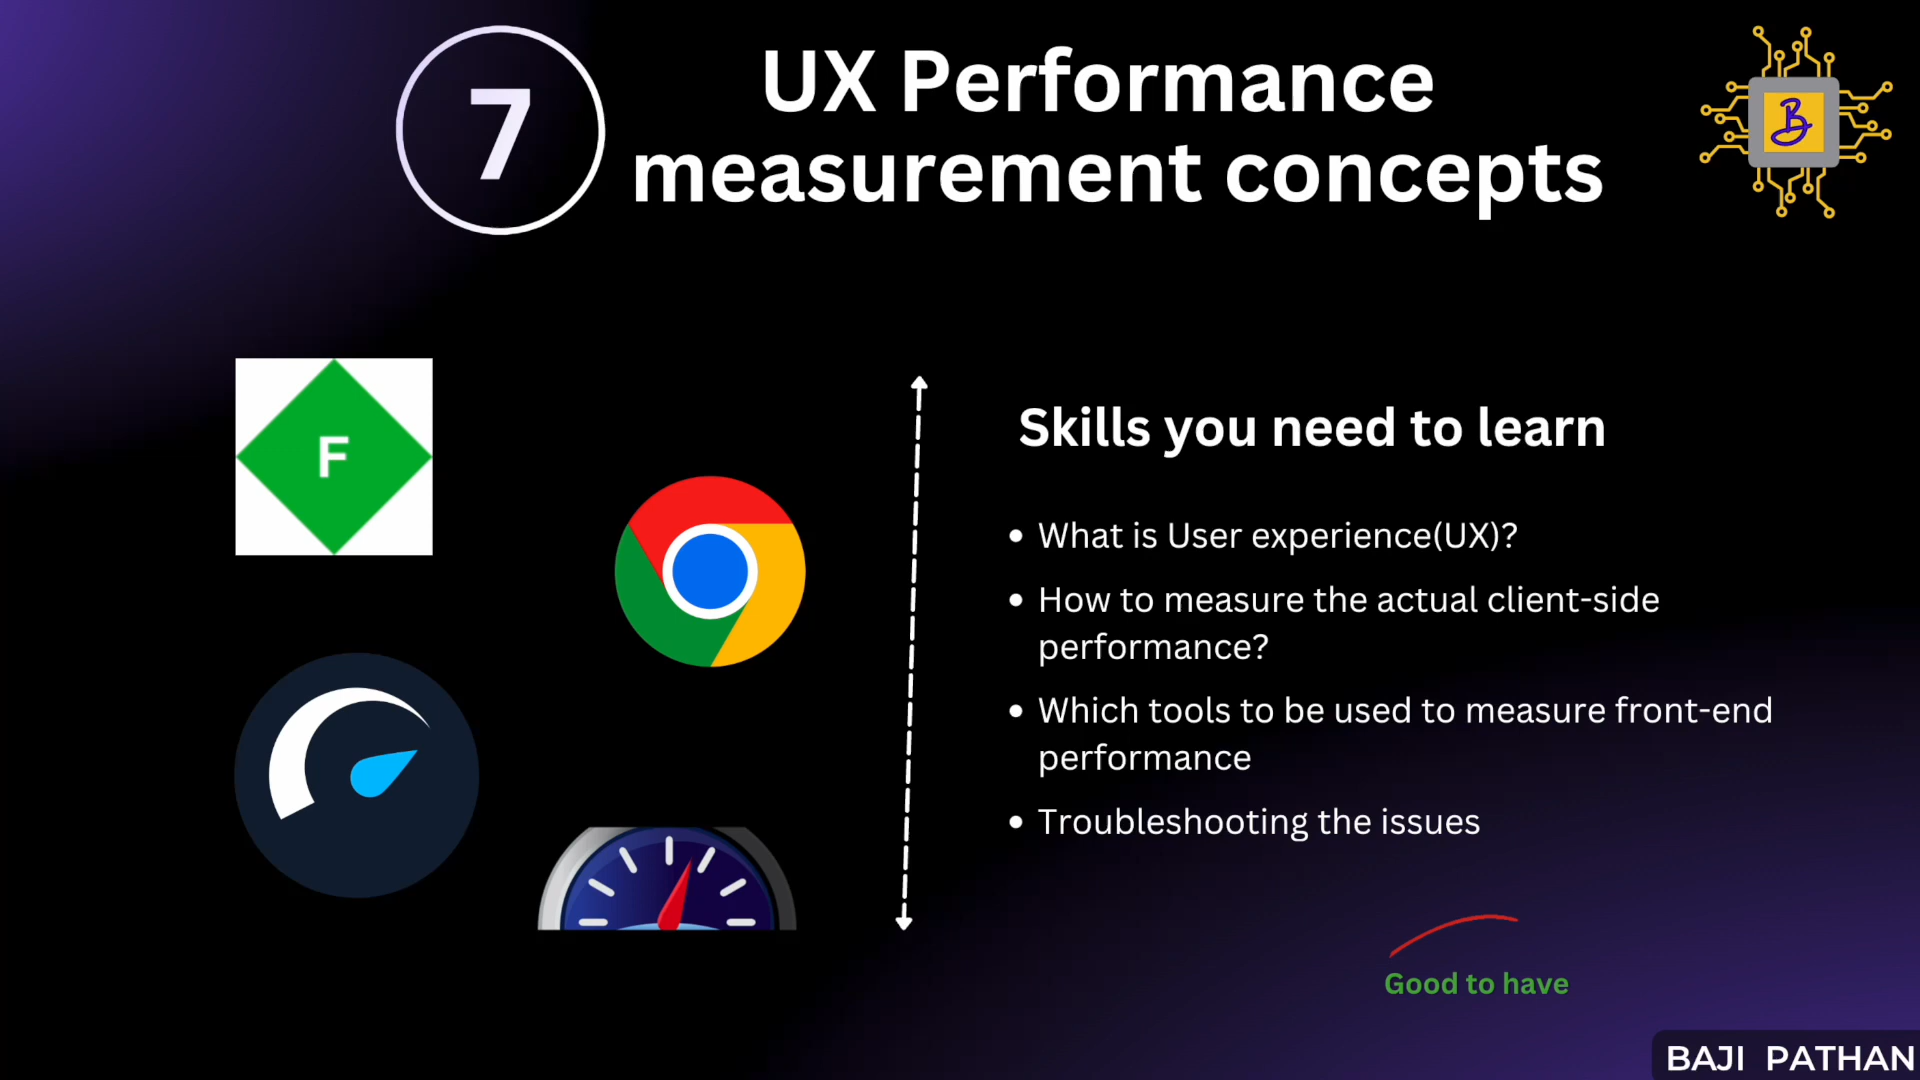 7
UX Performance
measurement concepts
B
F
Skills you need to learn
• What is User experience(UX)?
• How to measure the actual client-side
performance?
• Which tools to be used to measure front-end
performance
• Troubleshooting the issues
Good to have
BAJI PATHAN